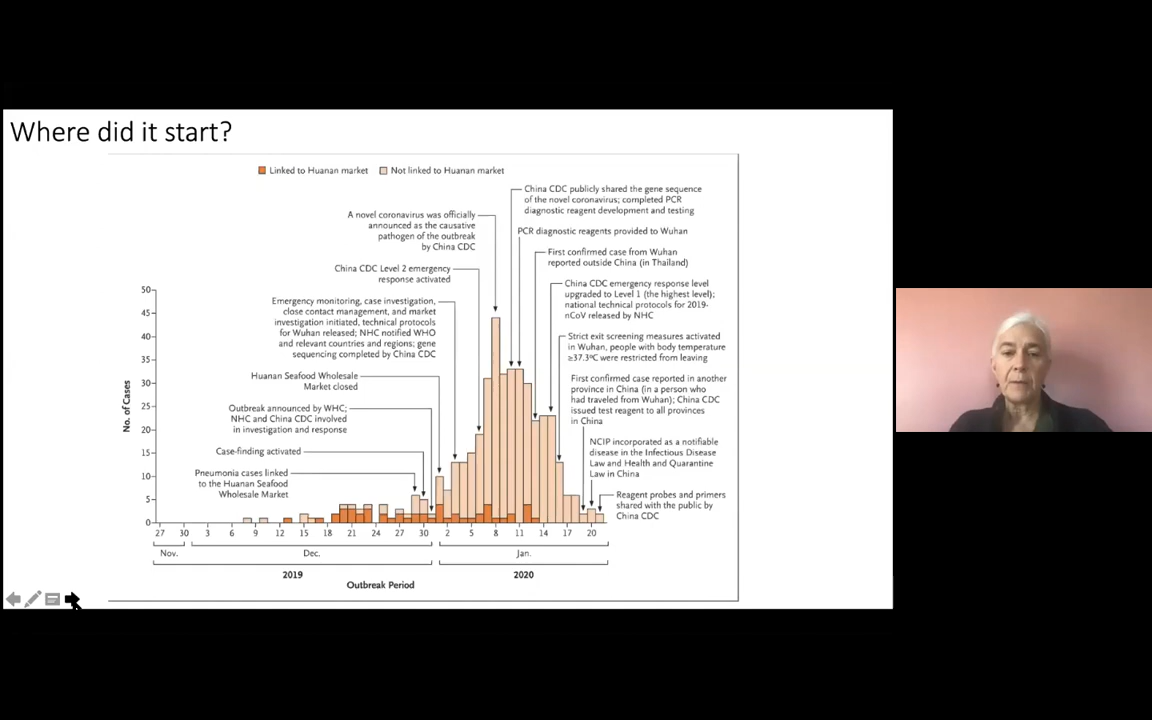 Where did it start?
Linked to Huanan market
Not linked to Huanan market
China CDC publicly shared the gene sequence
of the novel coronavirus; completed PCR
diagnostic reagent development and testing
A novel coronavirus was officially
announced as the causative
pathogen of the outbreak
by China CDC
PCR diagnostic reagents provided to Wuhan
First confirmed case from Wuhan
reported outside China (in Thailand)
China CDC Level 2 emergency
response activated
China CDC emergency response level
upgraded to Level 1 (the highest level);
national technical protocols for 2019-
nCoV released by NHC
Emergency monitoring, case investigation,
close contact management, and market
investigation initiated, technical protocols
for Wuhan released; NHC notified WHO
and relevant countries and regions; gene
sequencing completed by China CDC
Strict exit screening measures activated
in Wuhan, people with body temperature
≥37.3°C were restricted from leaving
Huanan Seafood Wholesale
Market closed
First confirmed case reported in another
province in China (in a person who
had traveled from Wuhan); China CDC
issued test reagent to all provinces
in China
Outbreak announced by WHC;
NHC and China CDC involved
in investigation and response
Case-finding activated
NCIP incorporated as a notifiable
disease in the Infectious Disease
Law and Health and Quarantine
Law in China
Pneumonia cases linked
to the Huanan Seafood
Wholesale Market
Reagent probes and primers
shared with the public by
China CDC
No. of Cases
50
45
40
35
30
25
20
15
10
5
0
27 30 3 6 9 12 15 18 21 24 27 30 2 5 8 11 14 17 20
Nov. Dec. Jan.
2019 2020
Outbreak Period